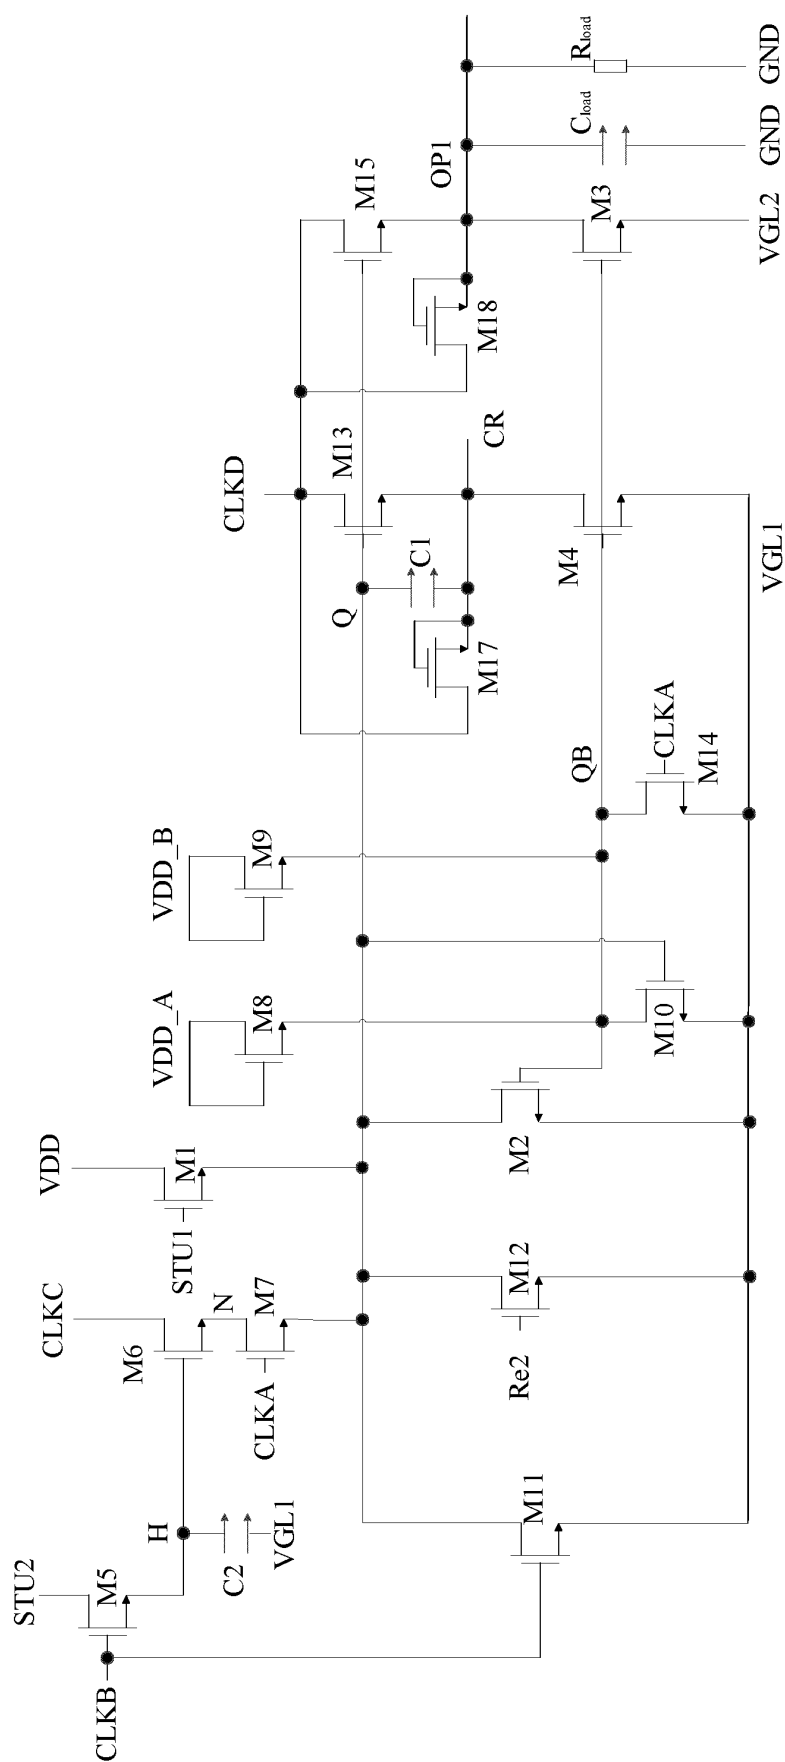 STU2
CLKC
VDD
CLKB
M5
M6
H
VDD_A
VDD_B
STU1
M1
N
C2
CLKD
CLKA
M7
M8
M9
VGL1
Q
M13
M15
C1
OP1
M17
CR
M18
M11
Re2
M12
M2
QB
M4
M3
Cload
Rload
M10
CLKA
M14
VGL1
VGL2
GND
GND